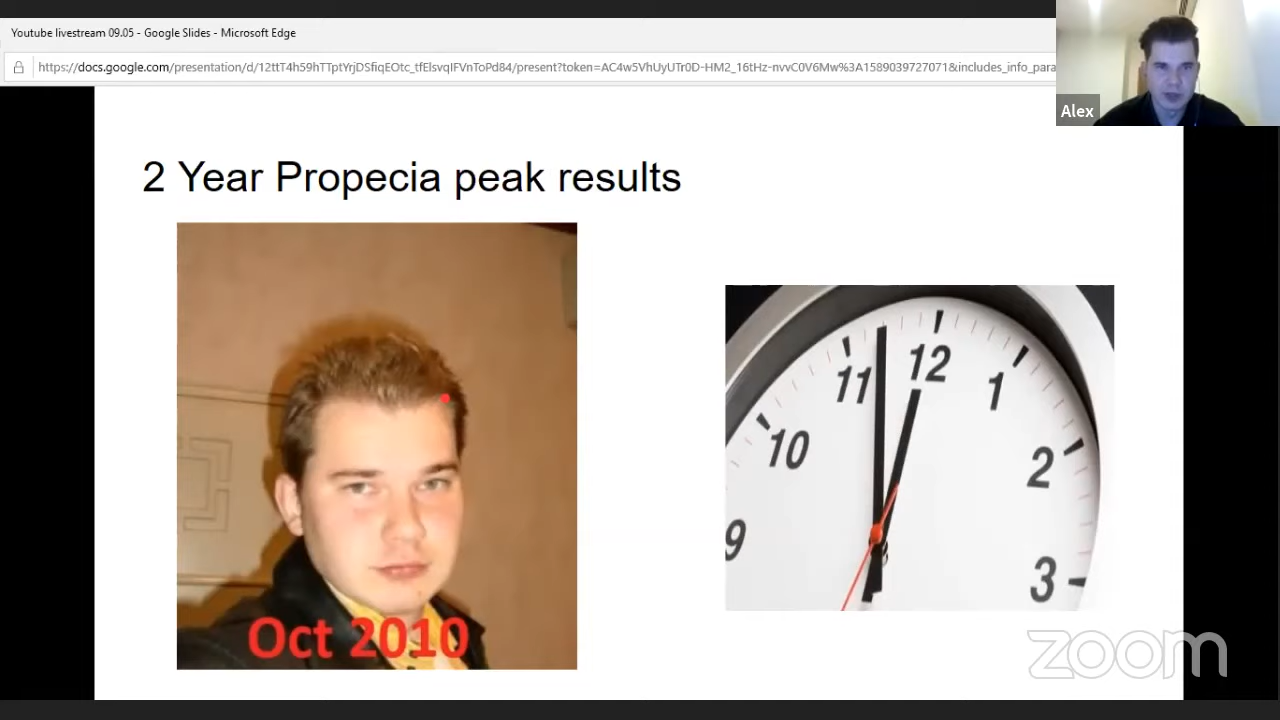 Youtube livestream 09.05 - Google Slides - Microsoft Edge
https://docs.google.com/presentation/d/12ttT4h59hTTptYrjDSfiqEOtc_tfElsvqIFVnToPd84/present?token=AC4w5VhUyUTr0D-HM2_16tHz-nvvC0V6Mw%3A1589039727071&includes_info_para
Alex
2 Year Propecia peak results
Oct 2010
11
12
1
10
2
9
3
zoom